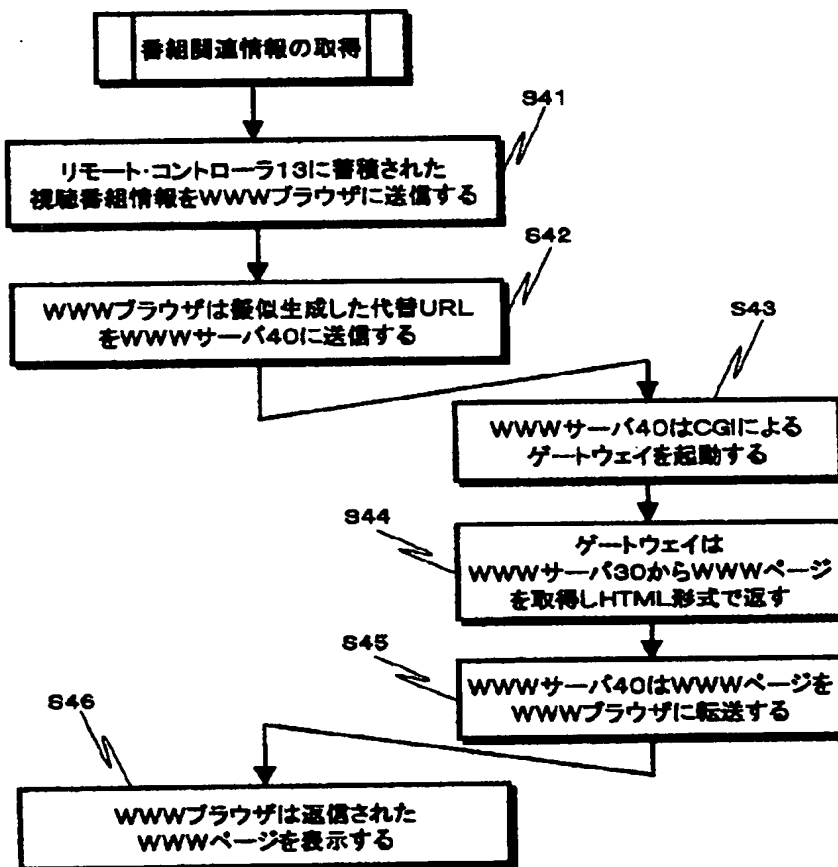 番組関連情報の取得
S41
リモート・コントローラ13に蓄積された
視聴番組情報をWWWブラウザに送信する
S42
WWWブラウザは擬似生成した代替URL
をWWWサーバ40に送信する
S43
WWWサーバ40はCGIによる
ゲートウェイを起動する
S44
ゲートウェイは
WWWサーバ30からWWWページ
を取得しHTML形式で返す
S45
WWWサーバ40はWWWページを
WWWブラウザに転送する
S46
WWWブラウザは返信された
WWWページを表示する